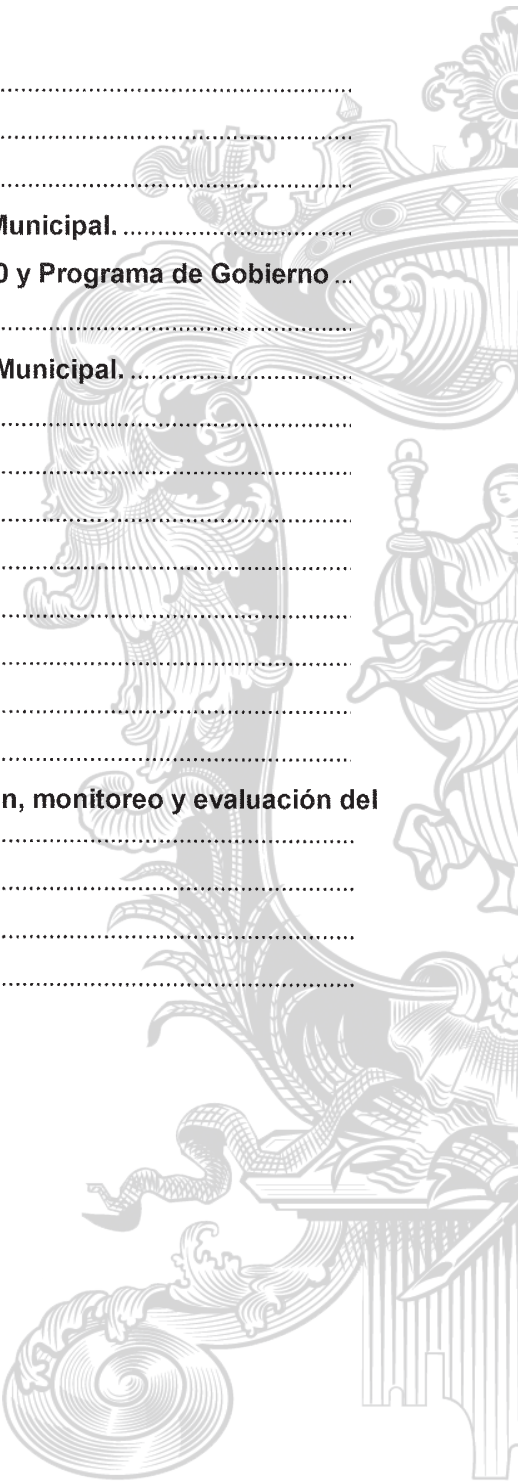 Municipal.
0 y Programa de Gobierno
Municipal.
n, monitoreo y evaluación del